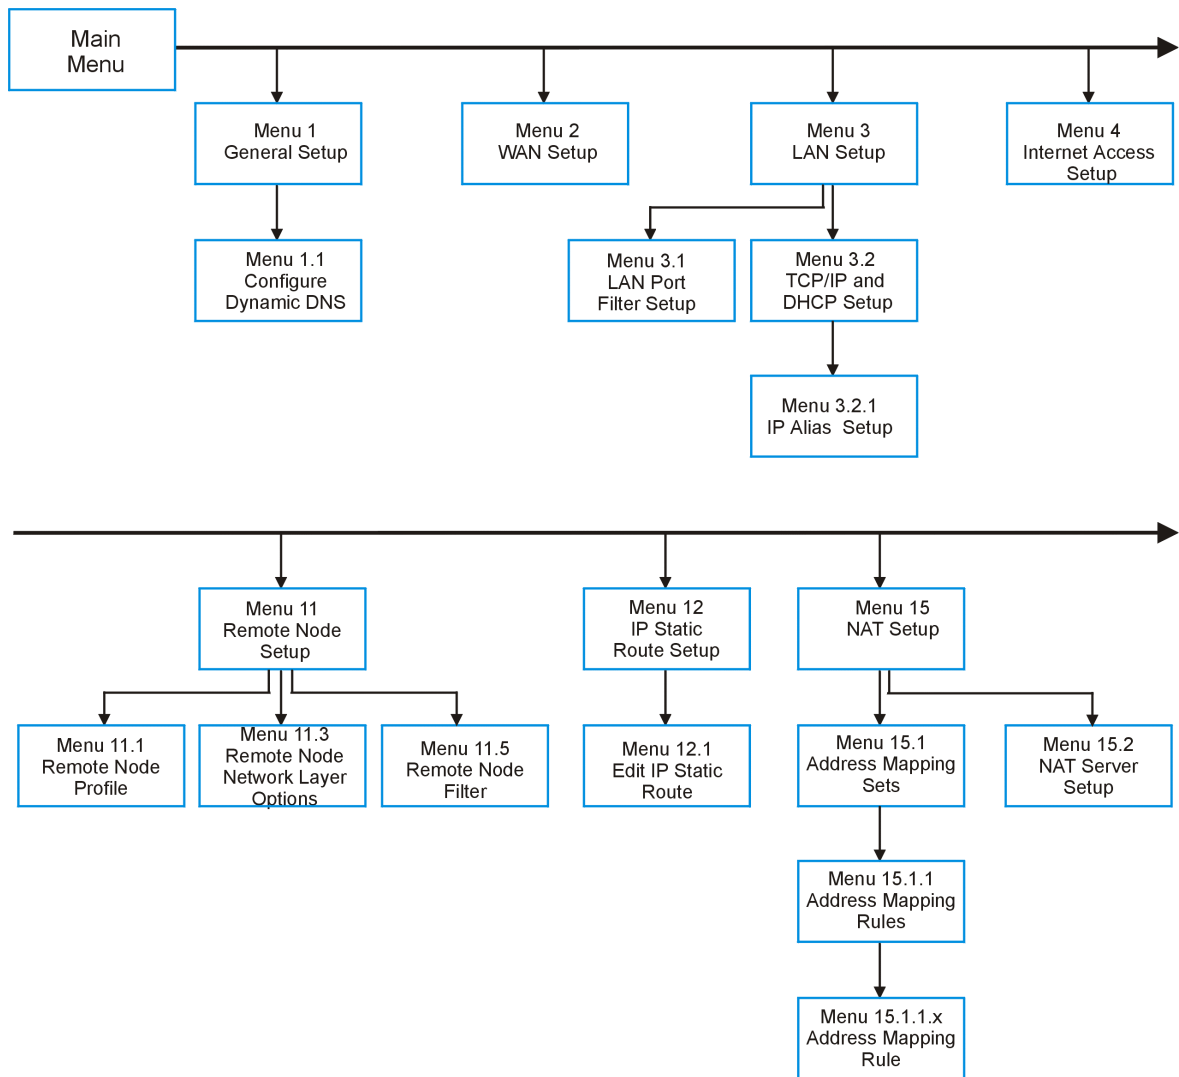 Main
Menu
Menu 1
General Setup
Menu 2
WAN Setup
Menu 3
LAN Setup
Menu 4
Internet Access
Setup
Menu 1.1
Configure
Dynamic DNS
Menu 3.1
LAN Port
Filter Setup
Menu 3.2
TCP/IP and
DHCP Setup
Menu 3.2.1
IP Alias  Setup
Menu 11
Remote Node
Setup
Menu 12
IP Static
Route Setup
Menu 15
NAT Setup
Menu 11.1
Remote Node
Profile
Menu 11.3
Remote Node
Network Layer
Options
Menu 11.5
Remote Node
Filter
Menu 12.1
Edit IP Static
Route
Menu 15.1
Address Mapping
Sets
Menu 15.2
NAT Server
Setup
Menu 15.1.1
Address Mapping
Rules
Menu 15.1.1.x
Address Mapping
Rule